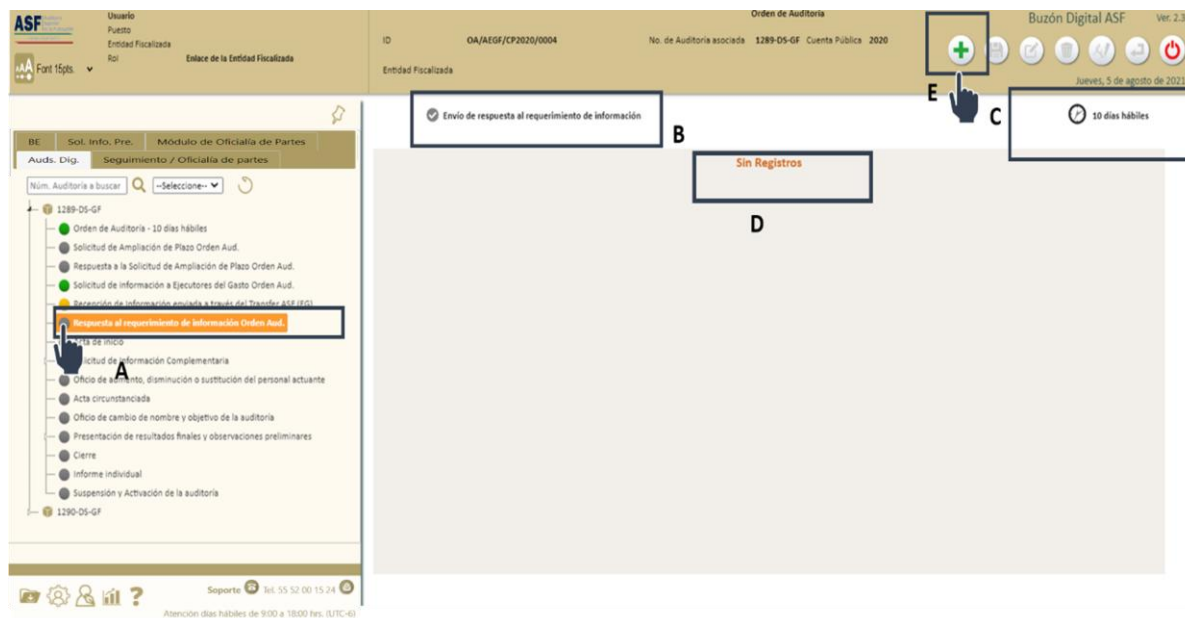 ASF
Usuario
Puesto
Entidad Fiscalizada
Rol Enlace de la Entidad Fiscalizada
Font 15pts.
Orden de Auditoría
ID OA/AEGF/CP2020/0004 No. de Auditoría asociada 1289-DS-GF Cuenta Pública 2020
Entidad Fiscalizada
Buzón Digital ASF Ver. 2.3
Jueves, 5 de agosto de 2021
E
Envío de respuesta al requerimiento de información
B
C
10 días hábiles
BE Sol. Info. Pre. Módulo de Oficialía de Partes
Auds. Dig. Seguimiento / Oficialía de partes
Núm. Auditoría a buscar --Seleccione--
Sin Registros
D
1289-DS-GF
Orden de Auditoría - 10 días hábiles
Solicitud de Ampliación de Plazo Orden Aud.
Respuesta a la Solicitud de Ampliación de Plazo Orden Aud.
Solicitud de información a Ejecutores del Gasto Orden Aud.
Recepción de Información enviada a través del Transfer ASF (EG)
Respuesta al requerimiento de información Orden Aud.
Acta de inicio
Solicitud de Información Complementaria
A
Oficio de aumento, disminución o sustitución del personal actuante
Acta circunstanciada
Oficio de cambio de nombre y objetivo de la auditoría
Presentación de resultados finales y observaciones preliminares
Cierre
Informe individual
Suspensión y Activación de la auditoría
1290-DS-GF
Soporte Tel. 55 52 00 15 24
Atención días hábiles de 9:00 a 18:00 hrs. (UTC-6)